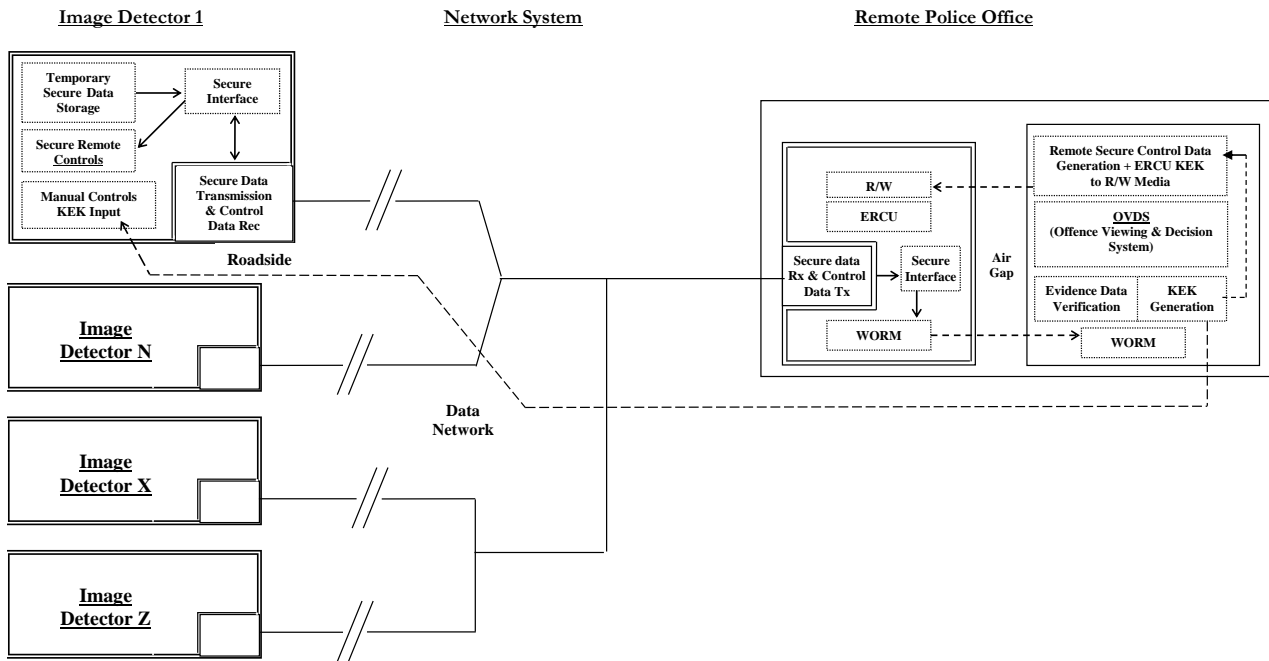 Image Detector 1
Network System
Remote Police Office
Temporary
Secure Data
Storage
Secure
Interface
Secure Remote
Controls
Manual Controls
KEK Input
Secure Data
Transmission
& Control
Data Rec
Roadside
Image
Detector N
Image
Detector X
Image
Detector Z
Data
Network
R/W
ERCU
Secure data
Rx & Control
Data Tx
Secure
Interface
WORM
Air
Gap
Remote Secure Control Data
Generation + ERCU KEK
to R/W Media
OVDS
(Offence Viewing & Decision
System)
Evidence Data
Verification
KEK
Generation
WORM